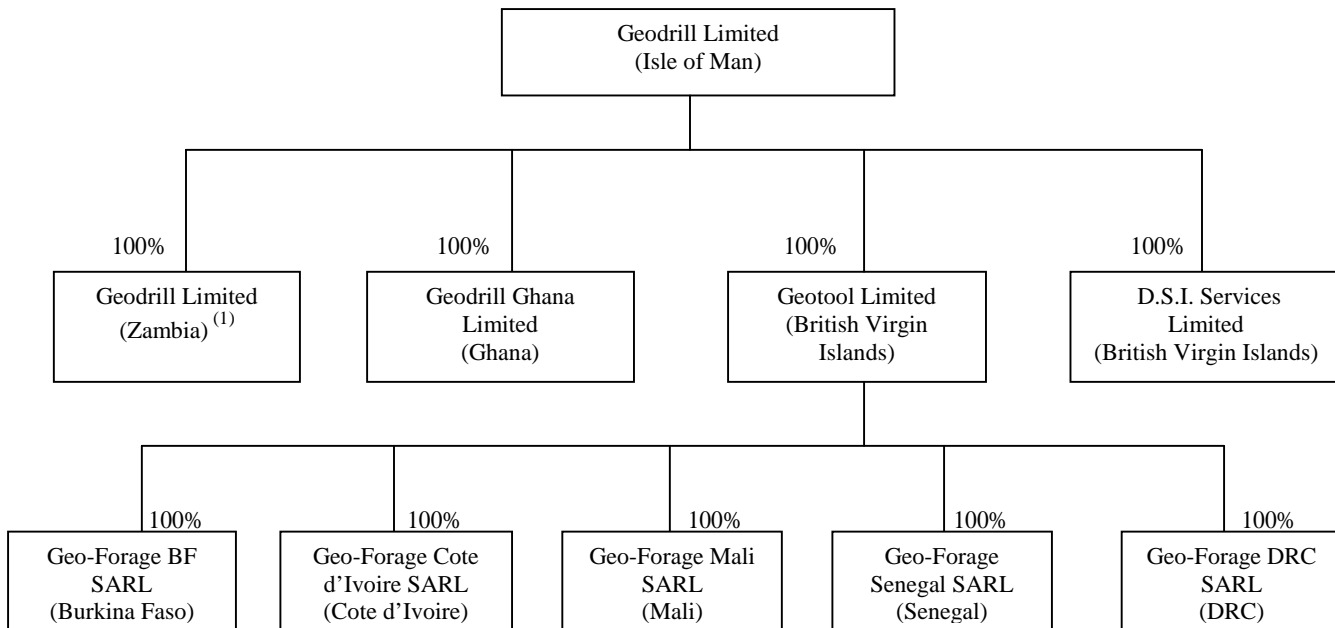 Geodrill Limited
(Isle of Man)
100%
100%
100%
100%
Geodrill Limited
(Zambia) (1)
Geodrill Ghana
Limited
(Ghana)
Geotool Limited
(British Virgin
Islands)
D.S.I. Services
Limited
(British Virgin Islands)
100%
100%
100%
100%
100%
Geo-Forage BF
SARL
(Burkina Faso)
Geo-Forage Cote
d’Ivoire SARL
(Cote d’Ivoire)
Geo-Forage Mali
SARL
(Mali)
Geo-Forage
Senegal SARL
(Senegal)
Geo-Forage DRC
SARL
(DRC)